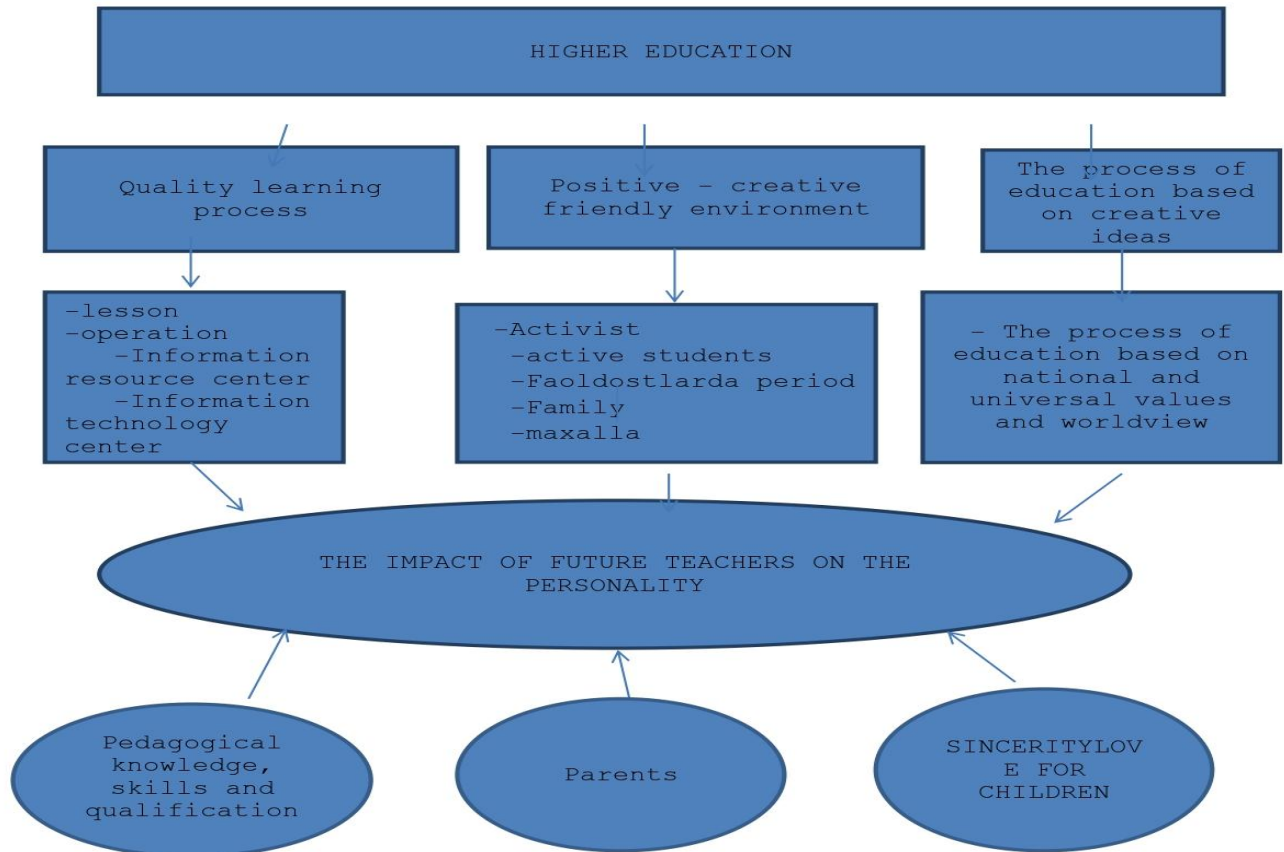 HIGHER EDUCATION
Quality learning
process
Positive – creative
friendly environment
The process of
education based
on creative
ideas
-lesson
-operation
-Information
resource center
-Information
technology
center
-Activist
-active students
-Faoldostlarda period
-Family
-maxalla
- The process of
education based on
national and
universal values
and worldview
THE IMPACT OF FUTURE TEACHERS ON THE
PERSONALITY
Pedagogical
knowledge,
skills and
qualification
Parents
SINCERITYLOV
E FOR
CHILDREN